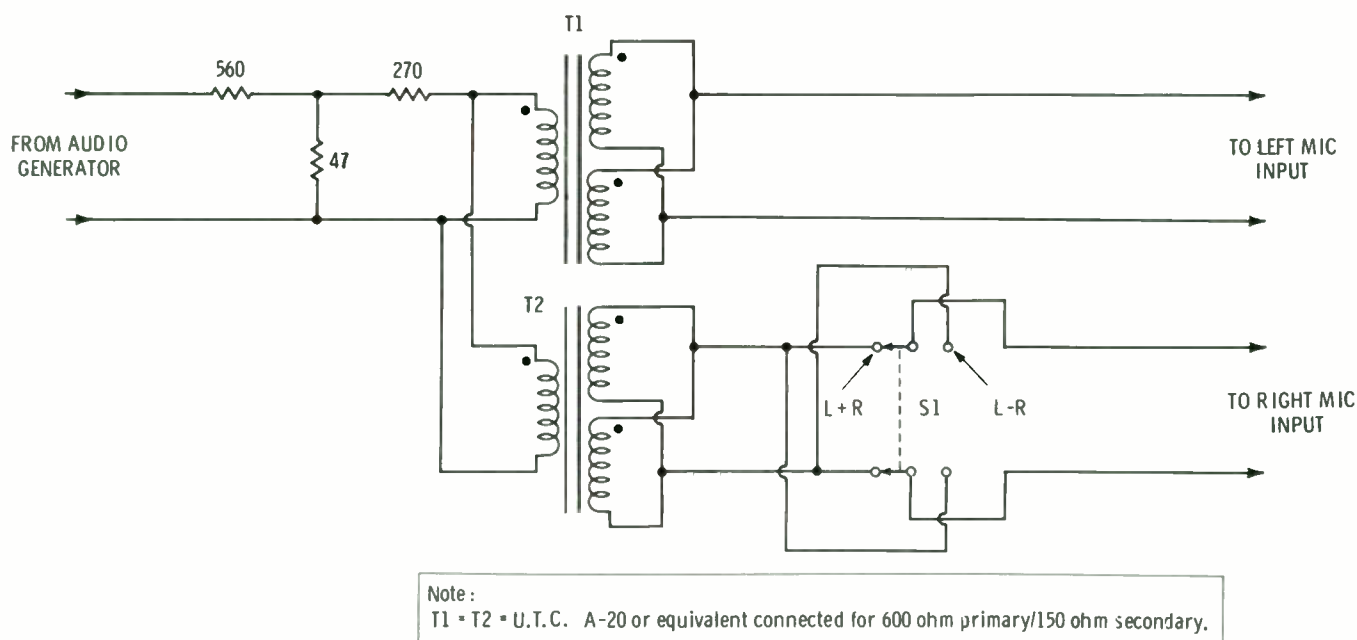 T1
560
270
FROM AUDIO
GENERATOR
47
TO LEFT MIC
INPUT
T2
L+R
S1
L-R
TO RIGHT MIC
INPUT
Note :
T1 = T2 = U.T.C. A-20 or equivalent connected for 600 ohm primary/150 ohm secondary.